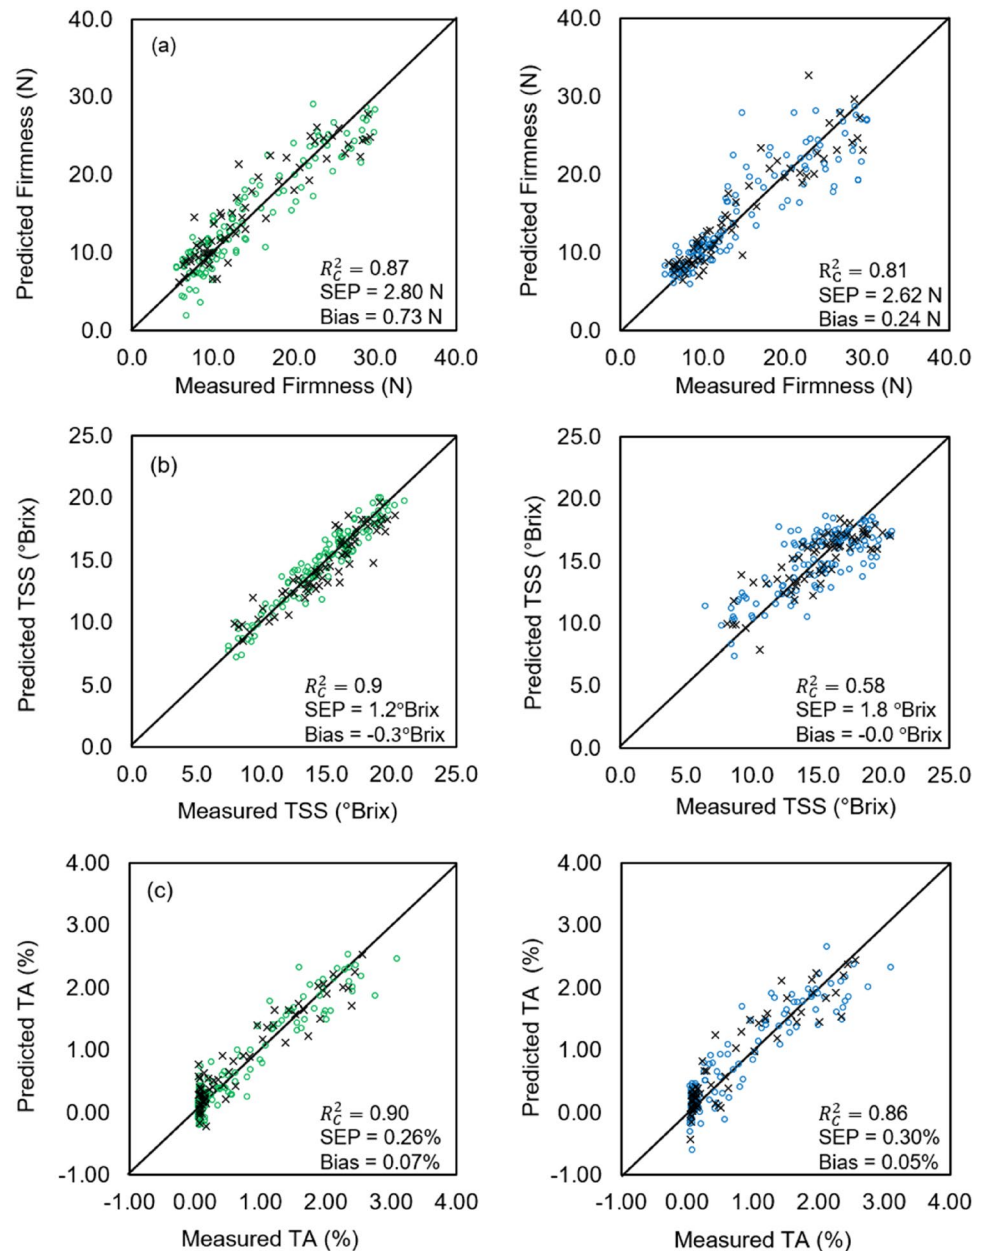 40.0
30.0
20.0
10.0
0.0
Predicted Firmness (N)
(a)
R²_C = 0.87
SEP = 2.80 N
Bias = 0.73 N
0.0 10.0 20.0 30.0 40.0
Measured Firmness (N)
40.0
30.0
20.0
10.0
0.0
Predicted Firmness (N)
R²_C = 0.81
SEP = 2.62 N
Bias = 0.24 N
0.0 10.0 20.0 30.0 40.0
Measured Firmness (N)
25.0
20.0
15.0
10.0
5.0
0.0
Predicted TSS (°Brix)
(b)
R²_C = 0.9
SEP = 1.2°Brix
Bias = -0.3°Brix
0.0 5.0 10.0 15.0 20.0 25.0
Measured TSS (°Brix)
25.0
20.0
15.0
10.0
5.0
0.0
Predicted TSS (°Brix)
R²_C = 0.58
SEP = 1.8 °Brix
Bias = -0.0 °Brix
0.0 5.0 10.0 15.0 20.0 25.0
Measured TSS (°Brix)
4.00
3.00
2.00
1.00
0.00
-1.00
Predicted TA (%)
(c)
R²_C = 0.90
SEP = 0.26%
Bias = 0.07%
-1.00 0.00 1.00 2.00 3.00 4.00
Measured TA (%)
4.00
3.00
2.00
1.00
0.00
-1.00
Predicted TA (%)
R²_C = 0.86
SEP = 0.30%
Bias = 0.05%
-1.00 0.00 1.00 2.00 3.00 4.00
Measured TA (%)